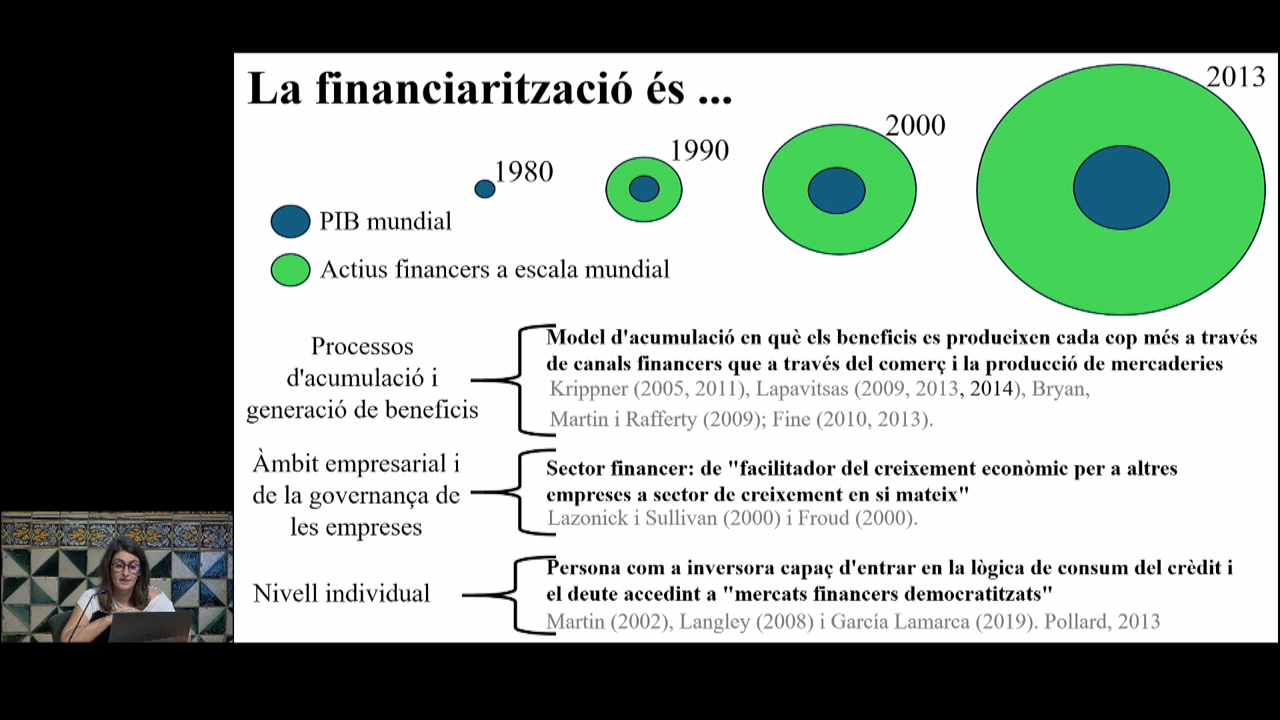 La financiarització és ...
1980
1990
2000
2013
PIB mundial
Actius financers a escala mundial
Processos
d'acumulació i
generació de beneficis
Model d'acumulació en què els beneficis es produeixen cada cop més a través
de canals financers que a través del comerç i la producció de mercaderies
Krippner (2005, 2011), Lapavitsas (2009, 2013, 2014), Bryan,
Martin i Rafferty (2009); Fine (2010, 2013).
Àmbit empresarial i
de la governança de
les empreses
Sector financer: de "facilitador del creixement econòmic per a altres
empreses a sector de creixement en si mateix"
Lazonick i Sullivan (2000) i Froud (2000).
Nivell individual
Persona com a inversora capaç d'entrar en la lògica de consum del crèdit i
el deute accedint a "mercats financers democratitzats"
Martin (2002), Langley (2008) i García Lamarca (2019). Pollard, 2013